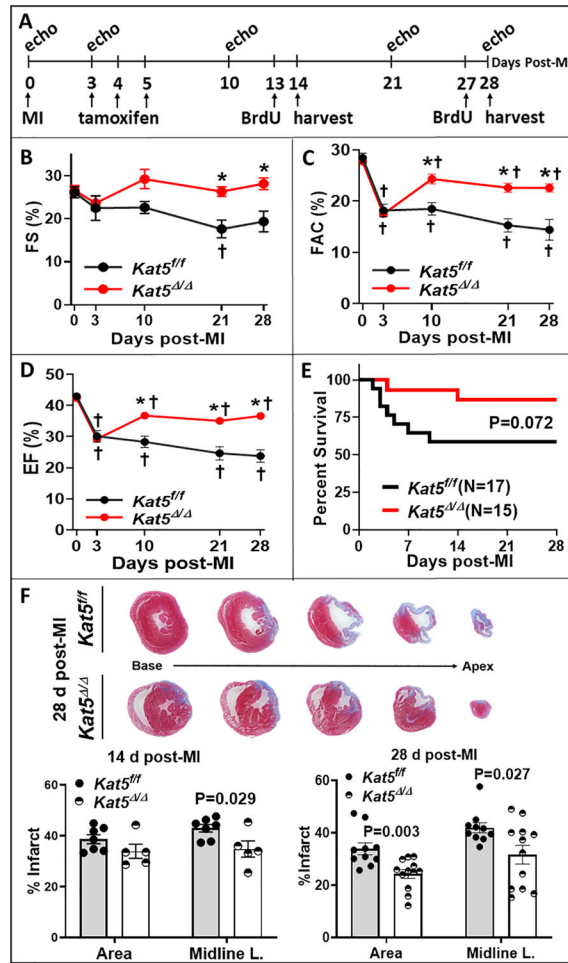 A
echo echo echo echo echo
Days Post-MI
0 3 4 5 10 13 14 21 27 28
MI tamoxifen BrdU harvest BrdU harvest
B
FS (%)
30
20
10
0
* *
†
Kat5f/f
Kat5Δ/Δ
0 3 10 21 28
Days post-MI
C
FAC (%)
30
20
10
0
† *† *† *†
† † † †
Kat5f/f
Kat5Δ/Δ
0 3 10 21 28
Days post-MI
D
EF (%)
50
40
30
20
10
0
† *† *† *†
† † † †
Kat5f/f
Kat5Δ/Δ
0 3 10 21 28
Days post-MI
E
Percent Survival
100
75
50
25
0
P=0.072
Kat5f/f(N=17)
Kat5Δ/Δ(N=15)
0 7 14 21 28
Days post-MI
F
28 d post-MI
Kat5f/f
Base Apex
Kat5Δ/Δ
14 d post-MI
% Infarct
60
40
20
0
Kat5f/f
Kat5Δ/Δ
P=0.029
Area Midline L.
28 d post-MI
%Infarct
60
40
20
0
Kat5f/f
Kat5Δ/Δ
P=0.003
P=0.027
Area Midline L.